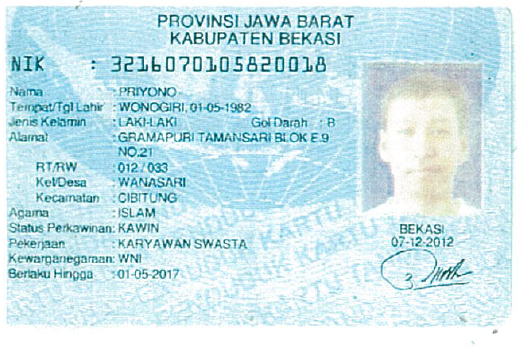 PROVINSI JAWA BARAT
KABUPATEN BEKASI
NIK : 3216070105820018
Nama : PRIYONO
Tempat/Tgl Lahir : WONOGIRI, 01-05-1982
Jenis Kelamin : LAKI-LAKI Gol Darah : B
Alamat : GRAMAPURI TAMANSARI BLOK E.9
NO.21
RT/RW : 012 / 033
Kel/Desa : WANASARI
Kecamatan : CIBITUNG
Agama : ISLAM
Status Perkawinan: KAWIN
Pekerjaan : KARYAWAN SWASTA
Kewarganegaraan: WNI
Berlaku Hingga : 01-05-2017
BEKASI
07-12-2012